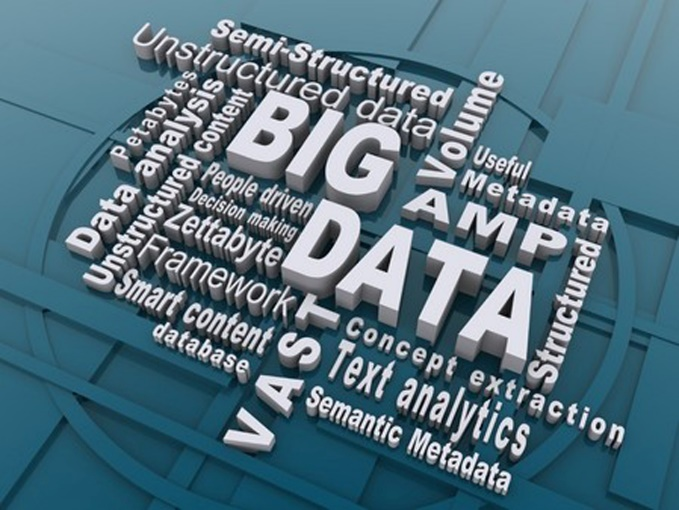 Semi-Structured
Unstructured data
Petabytes
Data analysis
Unstructured content
BIG
Volume
Useful
Metadata
AMP
People driven
Decision making
Zettabyte
DATA
Framework
Structured
Smart content
database
VAST
Concept extraction
Text analytics
Semantic Metadata